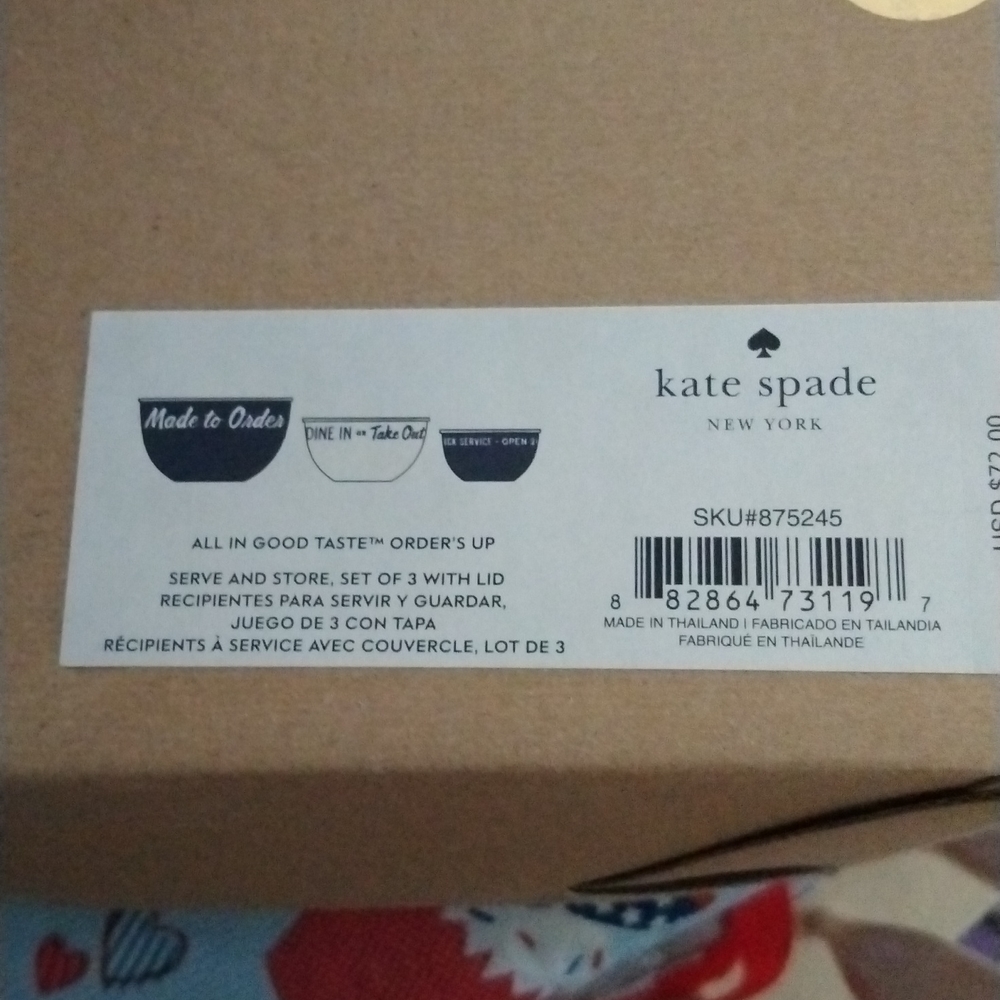 Made to Order
DINE IN OR Take Out
SERVICE - OPEN
ALL IN GOOD TASTE™ ORDER'S UP
SERVE AND STORE, SET OF 3 WITH LID
RECIPIENTES PARA SERVIR Y GUARDAR,
JUEGO DE 3 CON TAPA
RÉCIPIENTS À SERVICE AVEC COUVERCLE, LOT DE 3
kate spade
NEW YORK
SKU#875245
8 82864 73119 7
MADE IN THAILAND | FABRICADO EN TAILANDIA
FABRIQUÉ EN THAÏLANDE